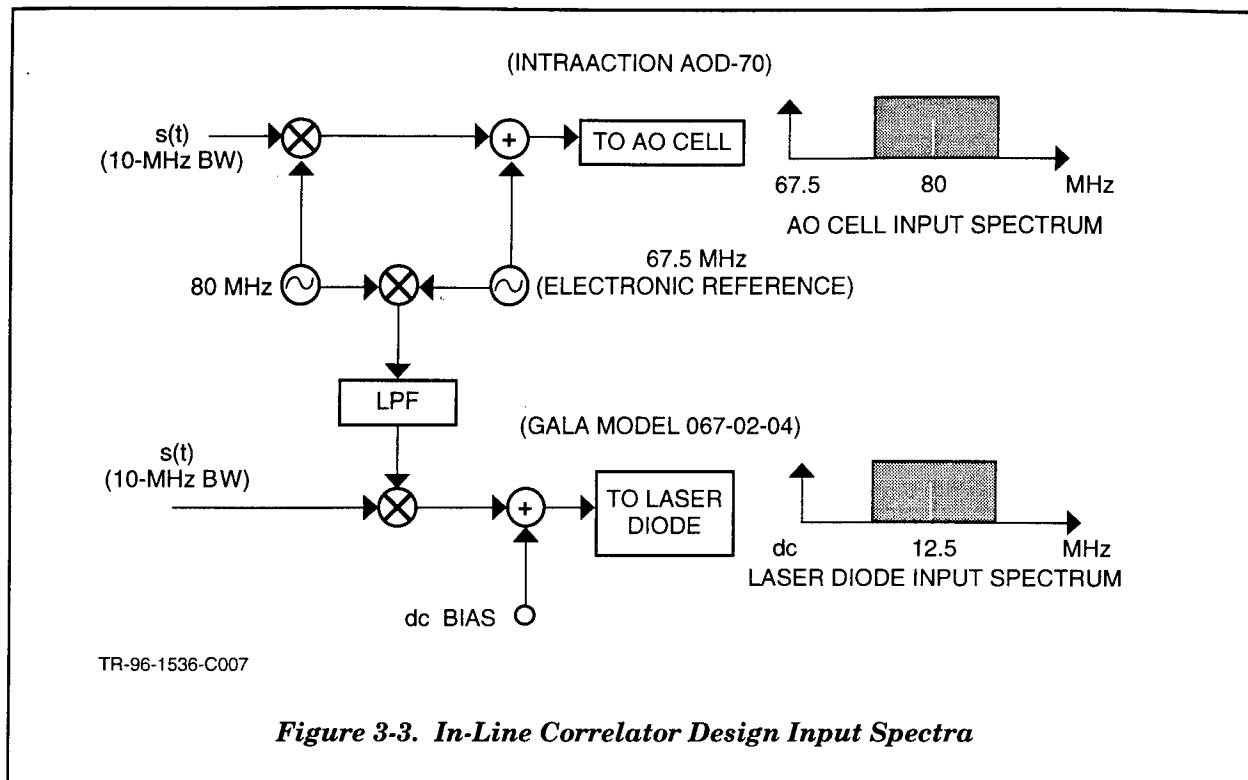 (INTRAACTION AOD-70)
s(t)
(10-MHz BW)
TO AO CELL
67.5 80 MHz
AO CELL INPUT SPECTRUM
80 MHz
67.5 MHz
(ELECTRONIC REFERENCE)
LPF
(GALA MODEL 067-02-04)
s(t)
(10-MHz BW)
TO LASER
DIODE
dc 12.5 MHz
LASER DIODE INPUT SPECTRUM
dc BIAS
TR-96-1536-C007
Figure 3-3. In-Line Correlator Design Input Spectra